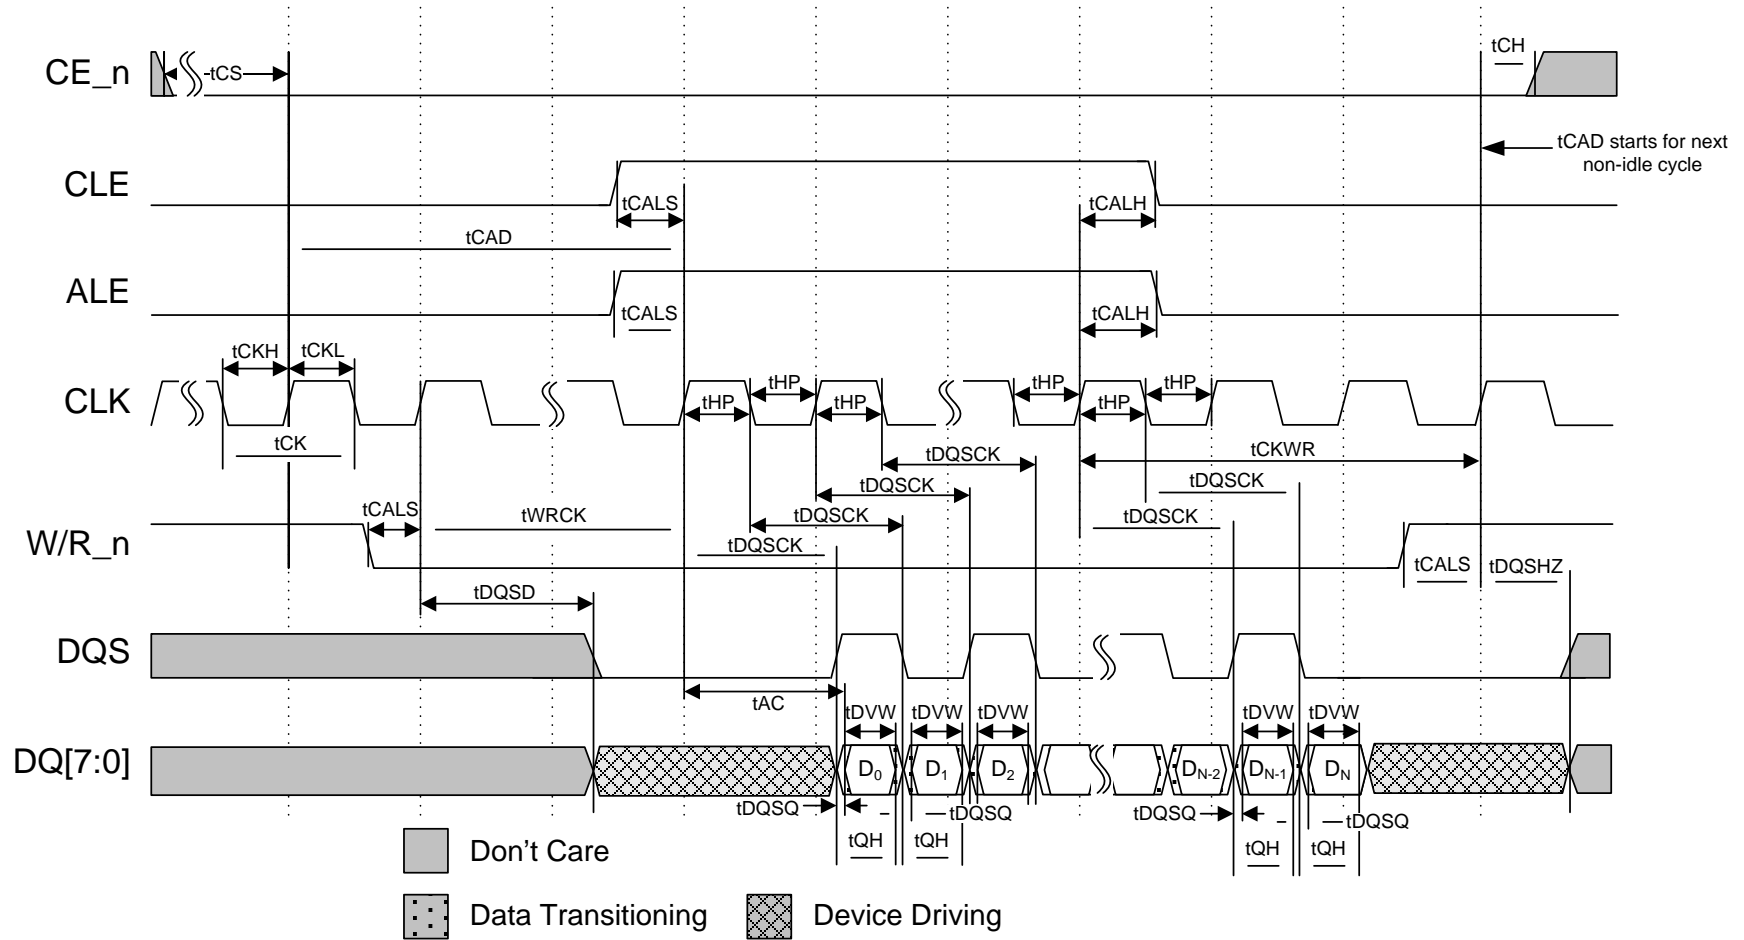 tCH
CE_n
tCS
tCAD starts for next
non-idle cycle
CLE
tCALS
tCALH
tCAD
ALE
tCALS
tCALH
tCKH
tCKL
CLK
tHP
tHP
tHP
tHP
tHP
tHP
tCK
tDQSCK
tCKWR
tDQSCK
tDQSCK
tCALS
tWRCK
tDQSCK
tDQSCK
W/R_n
tDQSCK
tCALS
tDQSHZ
tDQSD
DQS
tAC
tDVW
tDVW
tDVW
tDVW
tDVW
DQ[7:0]
D0
D1
D2
DN-2
DN-1
DN
tDQSQ
tDQSQ
tDQSQ
tDQSQ
tQH
tQH
tQH
tQH
Don't Care
Data Transitioning
Device Driving